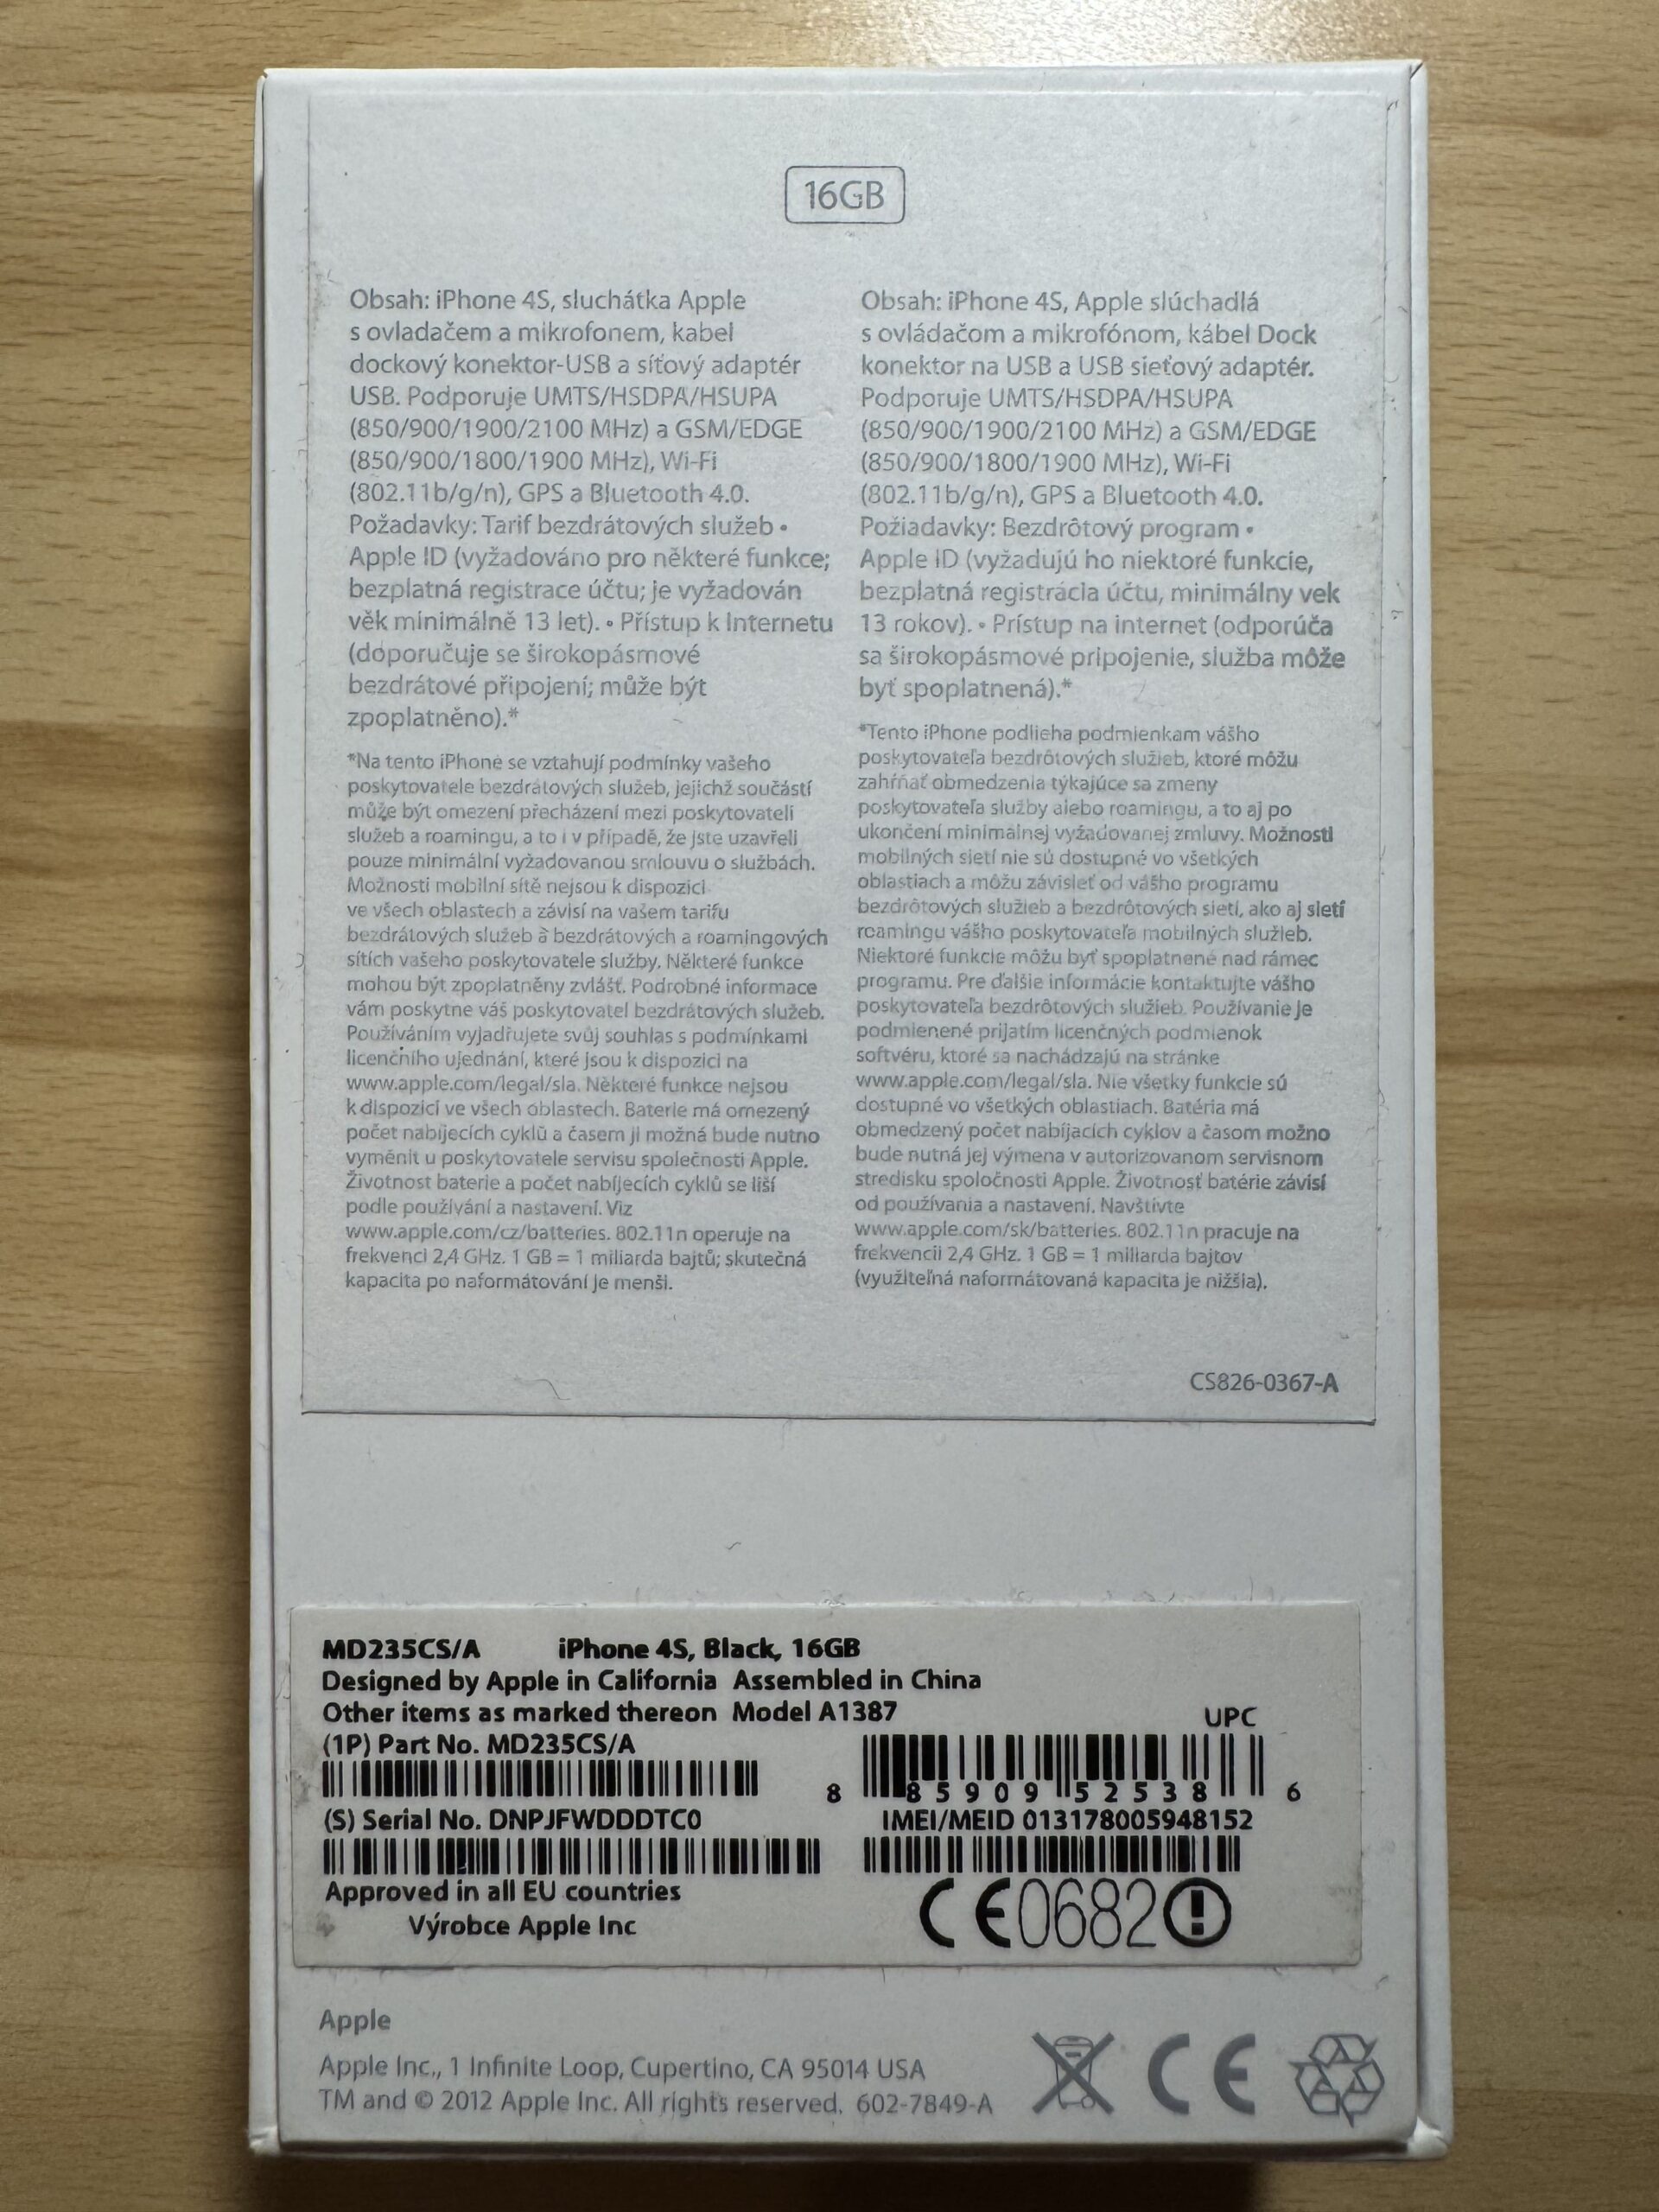 16GB
Obsah: iPhone 4S, sluchátka Apple
s ovladačem a mikrofonem, kabel
dockový konektor-USB a síťový adaptér
USB. Podporuje UMTS/HSDPA/HSUPA
(850/900/1900/2100 MHz) a GSM/EDGE
(850/900/1800/1900 MHz), Wi-Fi
(802.11b/g/n), GPS a Bluetooth 4.0.
Požadavky: Tarif bezdrátových služeb •
Apple ID (vyžadováno pro některé funkce;
bezplatná registrace účtu; je vyžadován
věk minimálně 13 let). • Přístup k Internetu
(doporučuje se širokopásmové
bezdrátové připojení; může být
zpoplatněno).*
*Na tento iPhone se vztahují podmínky vašeho
poskytovatele bezdrátových služeb, jejichž součástí
může být omezení přecházení mezi poskytovateli
služeb a roamingu, a to i v případě, že jste uzavřeli
pouze minimální vyžadovanou smlouvu o službách.
Možnosti mobilní sítě nejsou k dispozici
ve všech oblastech a závisí na vašem tarifu
bezdrátových služeb a bezdrátových a roamingových
sítích vašeho poskytovatele služby. Některé funkce
mohou být zpoplatněny zvlášť. Podrobné informace
vám poskytne váš poskytovatel bezdrátových služeb.
Používáním vyjadřujete svůj souhlas s podmínkami
licenčního ujednání, které jsou k dispozici na
www.apple.com/legal/sla. Některé funkce nejsou
k dispozici ve všech oblastech. Baterie má omezený
počet nabíjecích cyklů a časem ji možná bude nutno
vyměnit u poskytovatele servisu společnosti Apple.
Životnost baterie a počet nabíjecích cyklů se liší
podle používání a nastavení. Viz
www.apple.com/cz/batteries. 802.11n operuje na
frekvenci 2,4 GHz. 1 GB = 1 miliarda bajtů; skutečná
kapacita po naformátování je menší.
Obsah: iPhone 4S, Apple slúchadlá
s ovládačom a mikrofónom, kábel Dock
konektor na USB a USB sieťový adaptér.
Podporuje UMTS/HSDPA/HSUPA
(850/900/1900/2100 MHz) a GSM/EDGE
(850/900/1800/1900 MHz), Wi-Fi
(802.11b/g/n), GPS a Bluetooth 4.0.
Požiadavky: Bezdrôtový program •
Apple ID (vyžadujú ho niektoré funkcie,
bezplatná registrácia účtu, minimálny vek
13 rokov). • Prístup na internet (odporúča
sa širokopásmové pripojenie, služba môže
byť spoplatnená).*
*Tento iPhone podlieha podmienkam vášho
poskytovateľa bezdrôtových služieb, ktoré môžu
zahŕňať obmedzenia týkajúce sa zmeny
poskytovateľa služby alebo roamingu, a to aj po
ukončení minimálnej vyžadovanej zmluvy. Možnosti
mobilných sietí nie sú dostupné vo všetkých
oblastiach a môžu závisieť od vášho programu
bezdrôtových služieb a bezdrôtových sietí, ako aj sietí
roamingu vášho poskytovateľa mobilných služieb.
Niektoré funkcie môžu byť spoplatnené nad rámec
programu. Pre ďalšie informácie kontaktujte vášho
poskytovateľa bezdrôtových služieb. Používanie je
podmienené prijatím licenčných podmienok
softvéru, ktoré sa nachádzajú na stránke
www.apple.com/legal/sla. Nie všetky funkcie sú
dostupné vo všetkých oblastiach. Batéria má
obmedzený počet nabíjacích cyklov a časom možno
bude nutná jej výmena v autorizovanom servisnom
stredisku spoločnosti Apple. Životnosť batérie závisí
od používania a nastavení. Navštívte
www.apple.com/sk/batteries. 802.11n pracuje na
frekvencii 2,4 GHz. 1 GB = 1 miliarda bajtov
(využiteľná naformátovaná kapacita je nižšia).
CS826-0367-A
MD235CS/A iPhone 4S, Black, 16GB
Designed by Apple in California Assembled in China
Other items as marked thereon Model A1387
UPC
(1P) Part No. MD235CS/A
8 85909 52538 6
(S) Serial No. DNPJFWDDDTC0
IMEI/MEID 013178005948152
Approved in all EU countries
Výrobce Apple Inc
CE0682
Apple
Apple Inc., 1 Infinite Loop, Cupertino, CA 95014 USA
TM and © 2012 Apple Inc. All rights reserved. 602-7849-A
CE